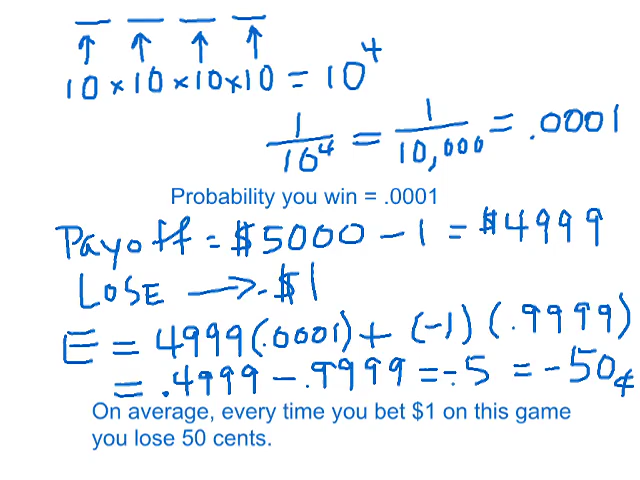 10 × 10 × 10 × 10 = 10^4
1/10^4 = 1/10,000 = .0001
Probability you win = .0001
Payoff = $5000 - 1 = $4999
LOSE → -$1
E = 4999(.0001) + (-1)(.9999)
= .4999 - .9999 = -.5 = -50¢
On average, every time you bet $1 on this game
you lose 50 cents.